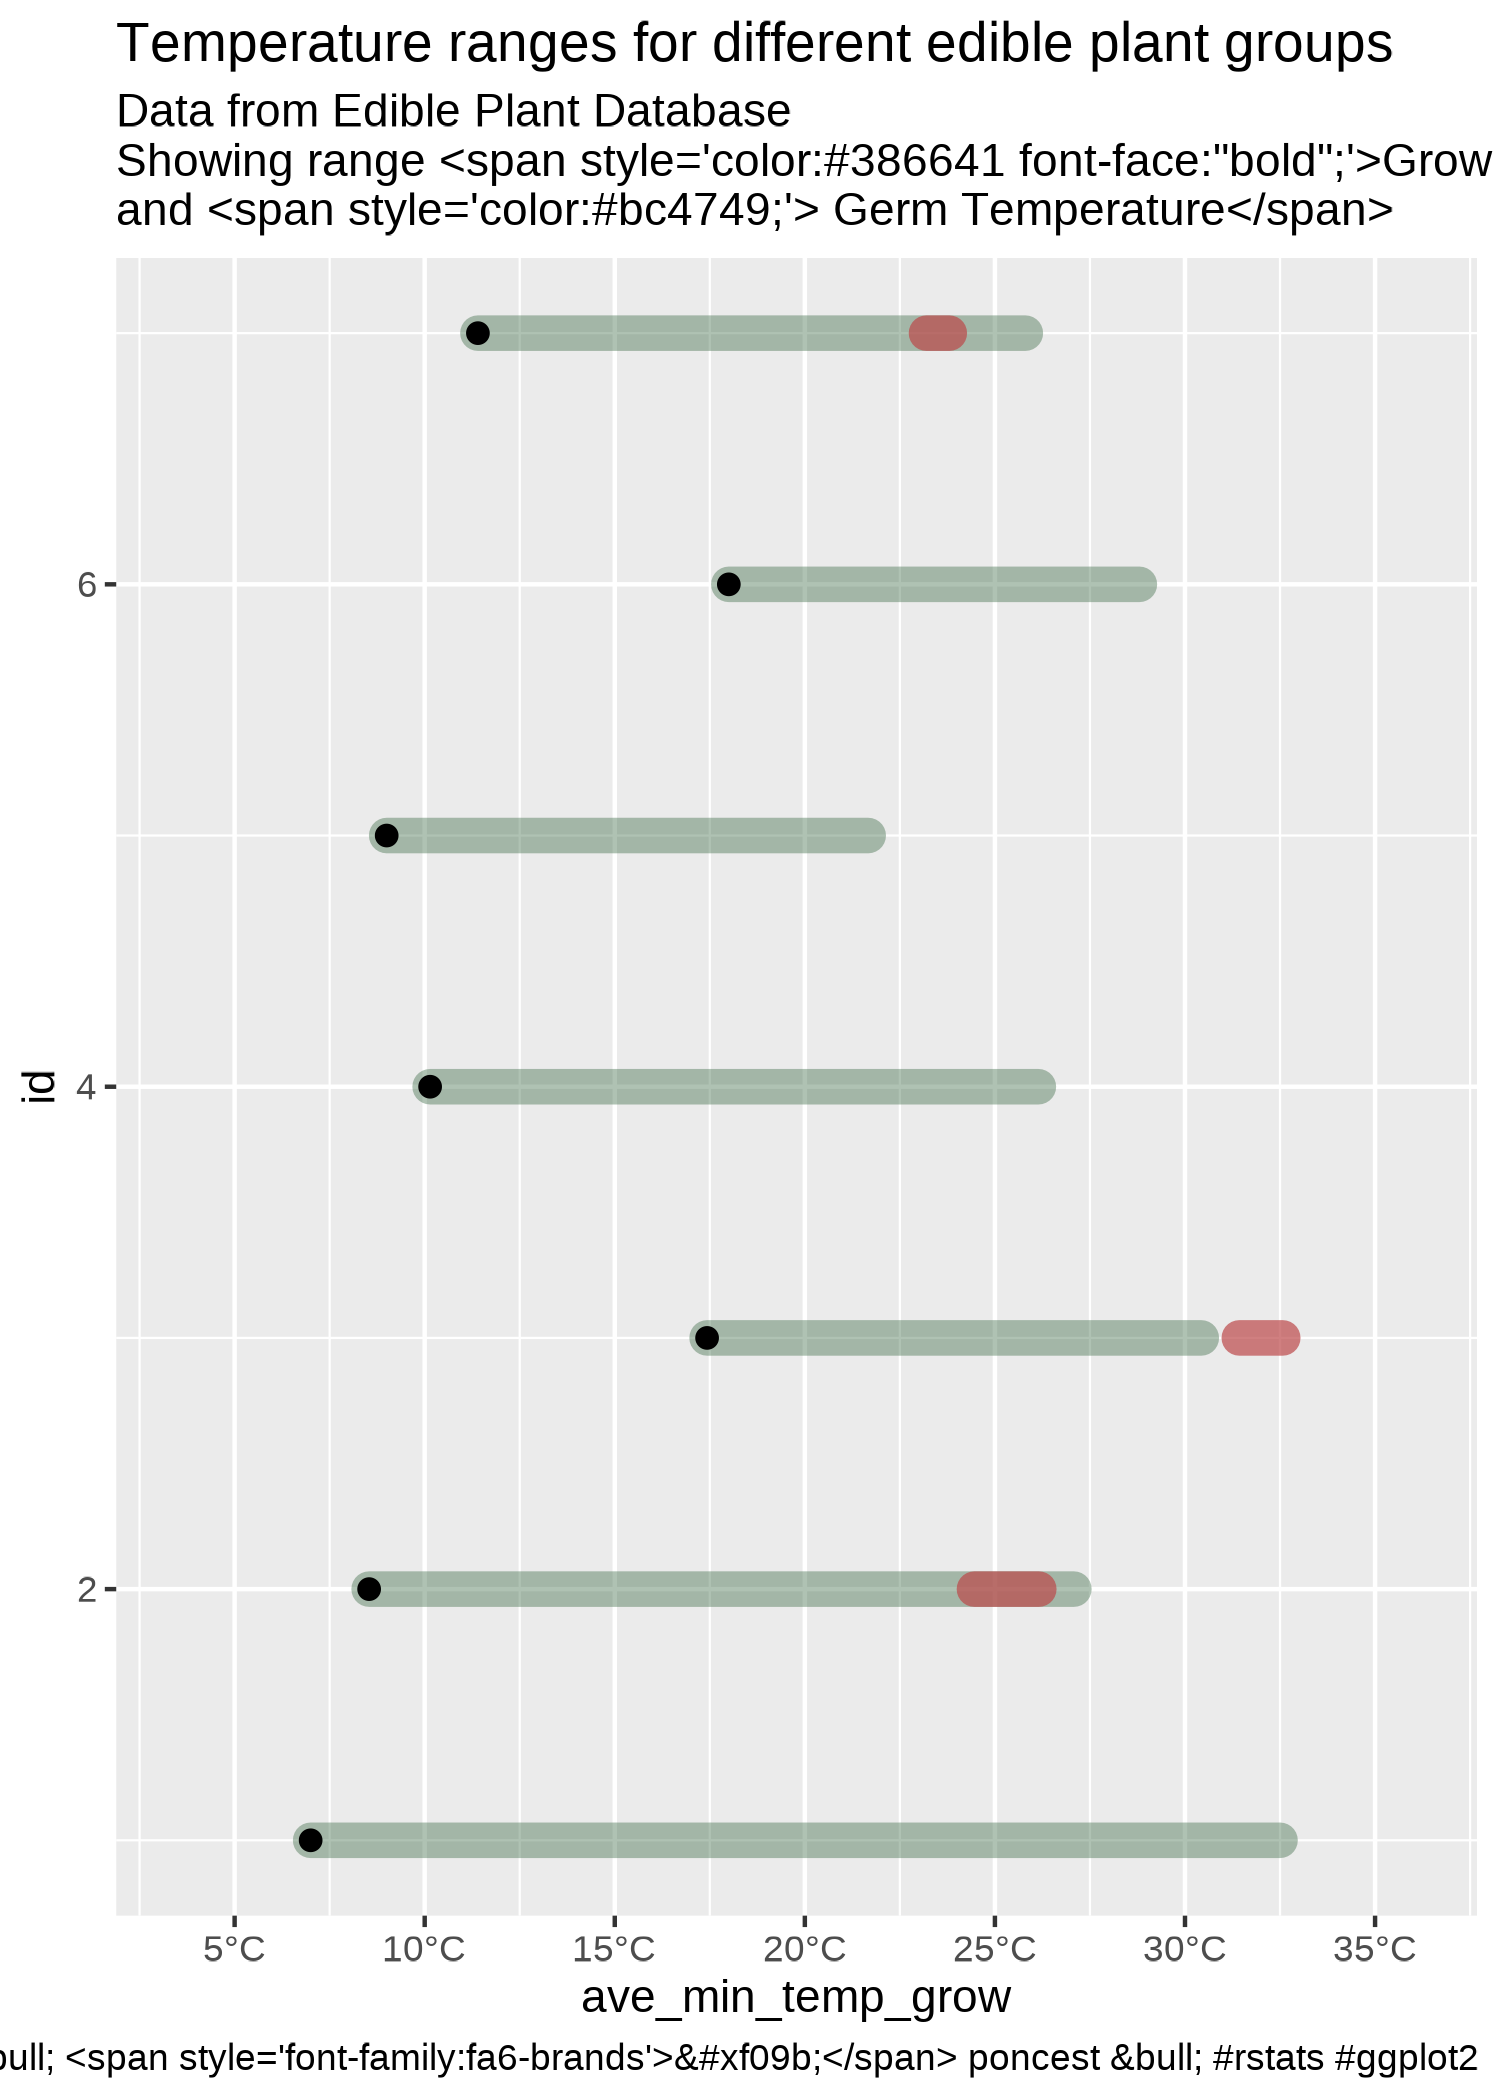 Temperature ranges for different edible plant groups
Data from Edible Plant Database
Showing range <span style='color:#386641 font-face:"bold";'>Grow
and <span style='color:#bc4749;'> Germ Temperature</span>
6
4
2
id
5°C 10°C 15°C 20°C 25°C 30°C 35°C
ave_min_temp_grow
bull; <span style='font-family:fa6-brands'>&#xf09b;</span> poncest &bull; #rstats #ggplot2